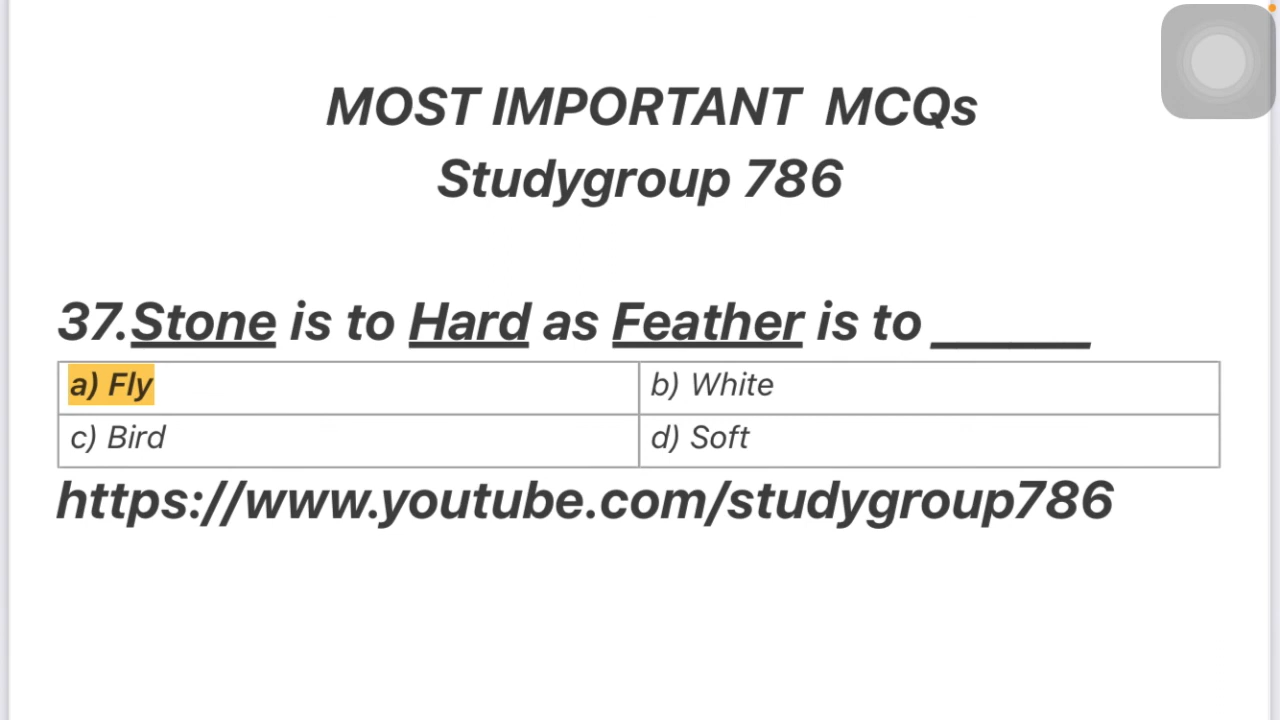 MOST IMPORTANT MCQs
Studygroup 786
37.Stone is to Hard as Feather is to ______
a) Fly
b) White
c) Bird
d) Soft
https://www.youtube.com/studygroup786